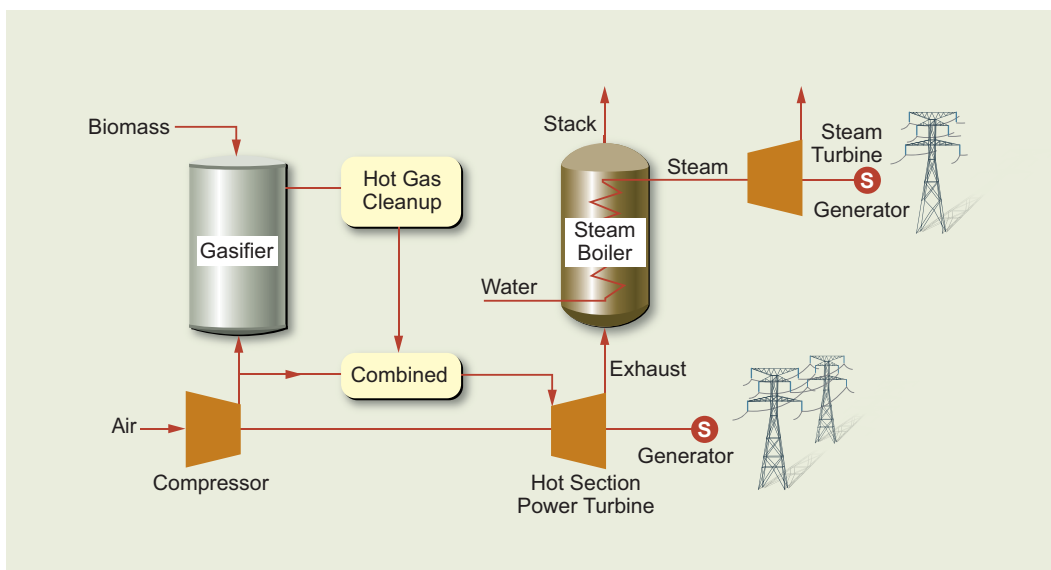 Biomass
Hot Gas
Cleanup
Gasifier
Stack
Steam
Steam
Turbine
S
Generator
Steam
Boiler
Water
Combined
Exhaust
Air
S
Generator
Compressor
Hot Section
Power Turbine